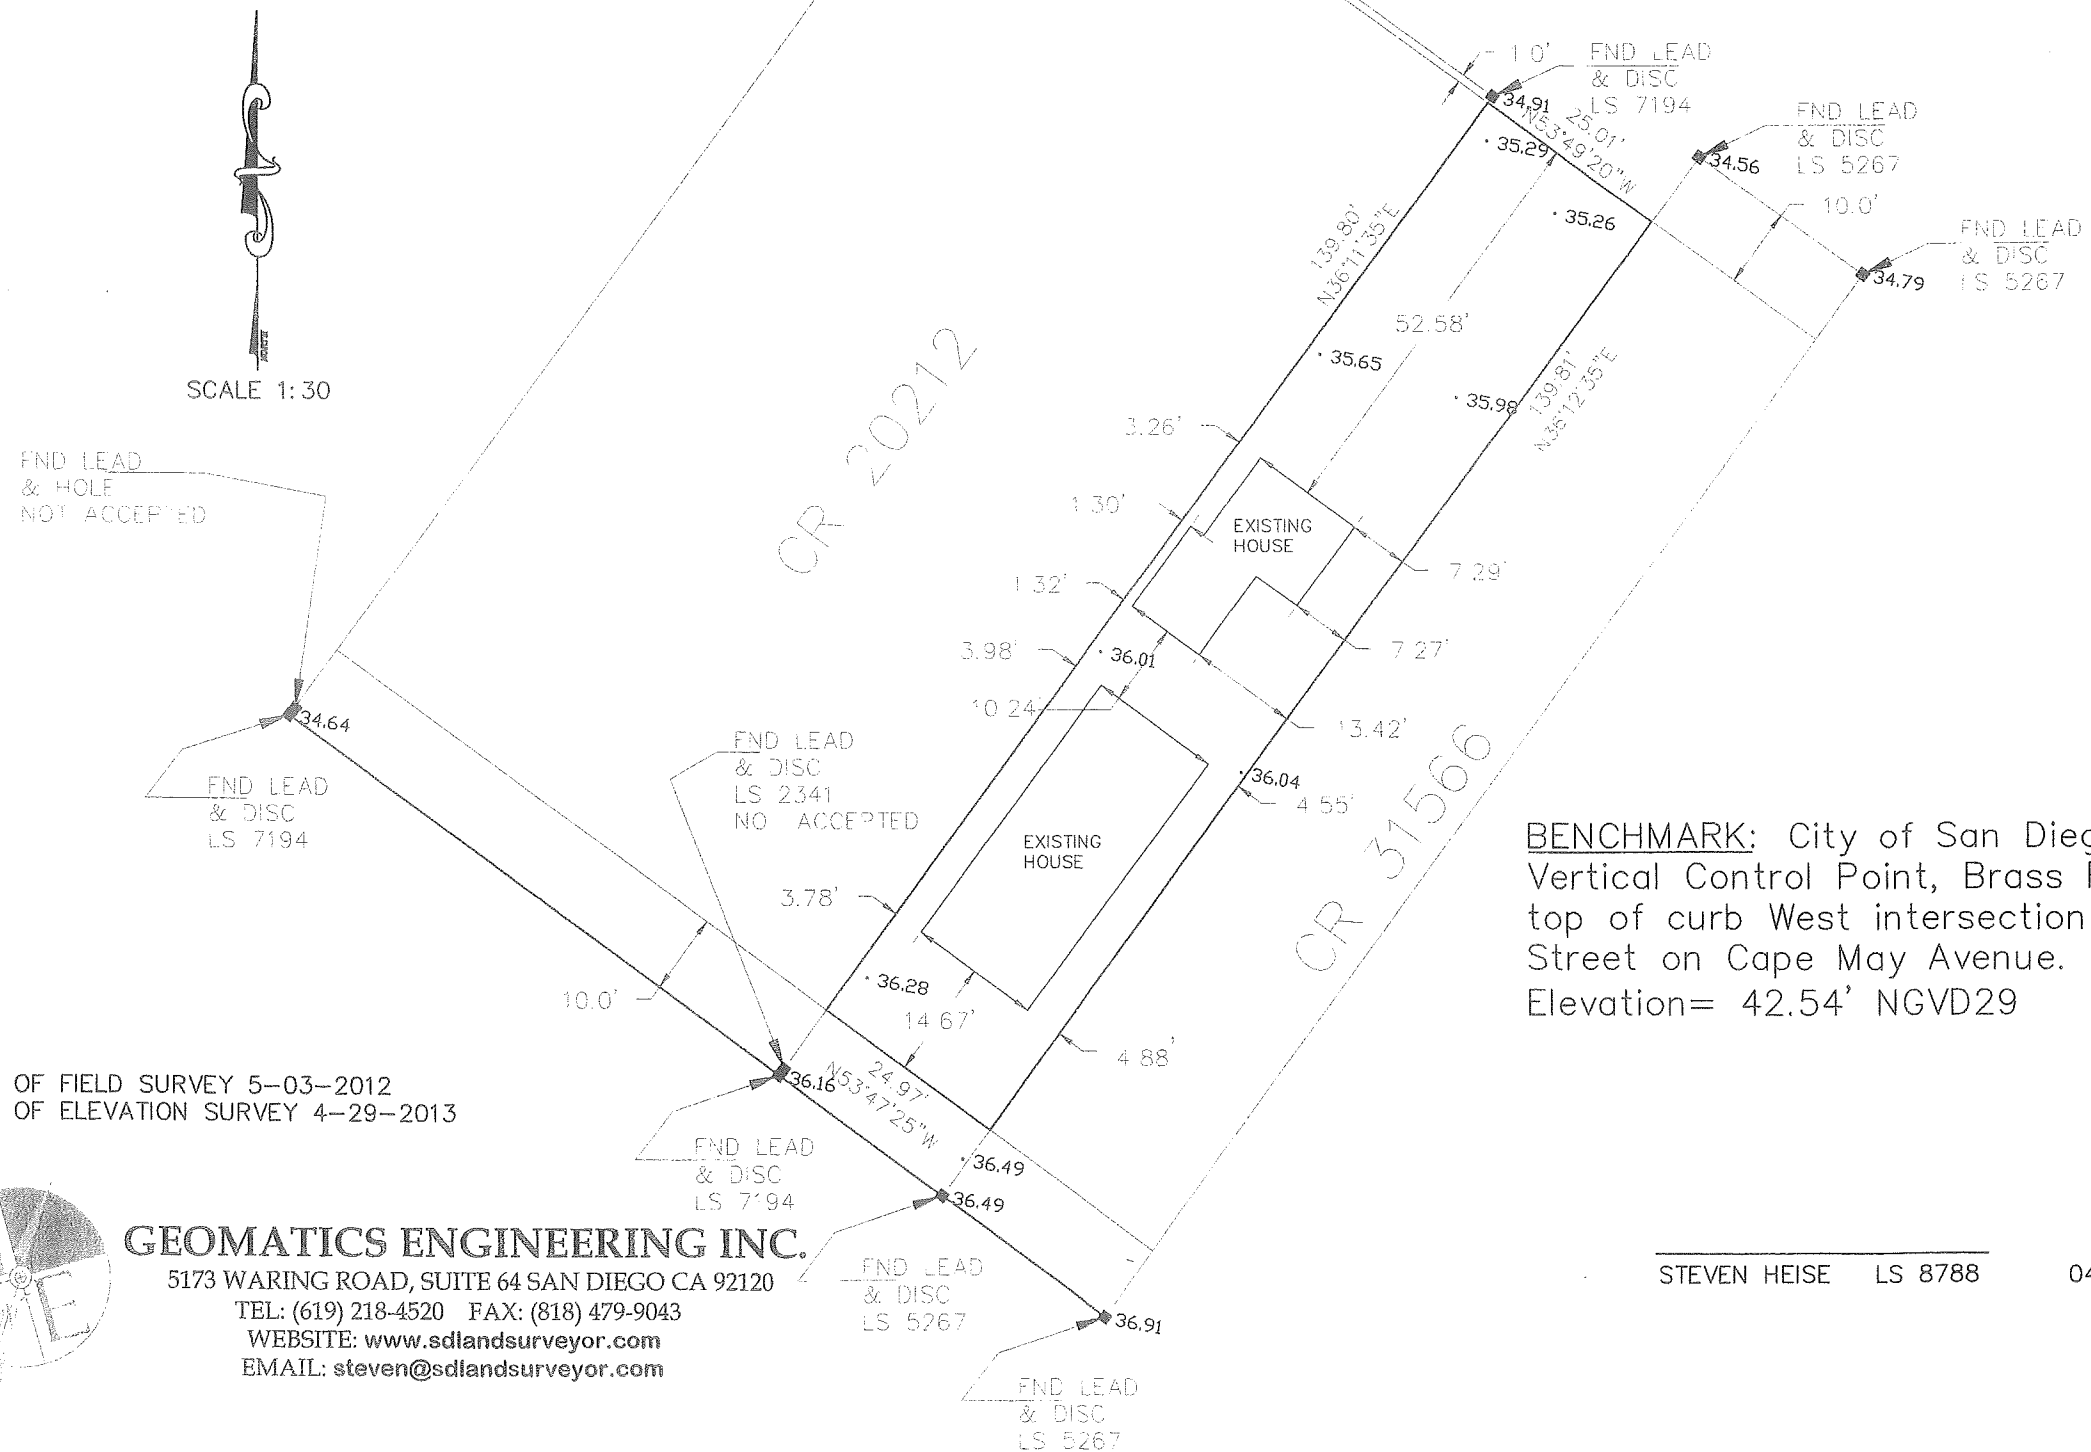 1.0'
FND LEAD
& DISC
LS 7194
34.91
25.01'
N53°49'20"W
35.29
FND LEAD
& DISC
LS 5267
34.56
10.0'
35.26
FND LEAD
& DISC
LS 5267
34.79
139.80'
N36°11'35"E
52.58'
35.65
35.98
139.81'
N36°12'35"E
SCALE 1:30
CR 20212
3.26'
FND LEAD
& HOLE
NOT ACCEPTED
1.30'
EXISTING
HOUSE
1.32'
7.29'
3.98'
36.01
7.27'
10.24'
34.64
13.42'
FND LEAD
& DISC
LS 7194
FND LEAD
& DISC
LS 2341
NO ACCEPTED
36.04
4.55'
CR 31566
EXISTING
HOUSE
BENCHMARK: City of San
Vertical Control Point, Brass
top of curb West intersection
Street on Cape May Avenue.
Elevation= 42.54' NGVD29
3.78'
36.28
10.0'
14.67'
4.88'
OF FIELD SURVEY 5-03-2012
OF ELEVATION SURVEY 4-29-2013
36.16
24.97'
N53°47'25"W
FND LEAD
& DISC
LS 7194
36.49
36.49
GEOMATICS ENGINEERING INC.
5173 WARING ROAD, SUITE 64 SAN DIEGO CA 92120
TEL: (619) 218-4520 FAX: (818) 479-9043
WEBSITE: www.sdlandsurveyor.com
EMAIL: steven@sdlandsurveyor.com
FND LEAD
& DISC
LS 5267
36.91
FND LEAD
& DISC
LS 5267
STEVEN HEISE LS 8788 04